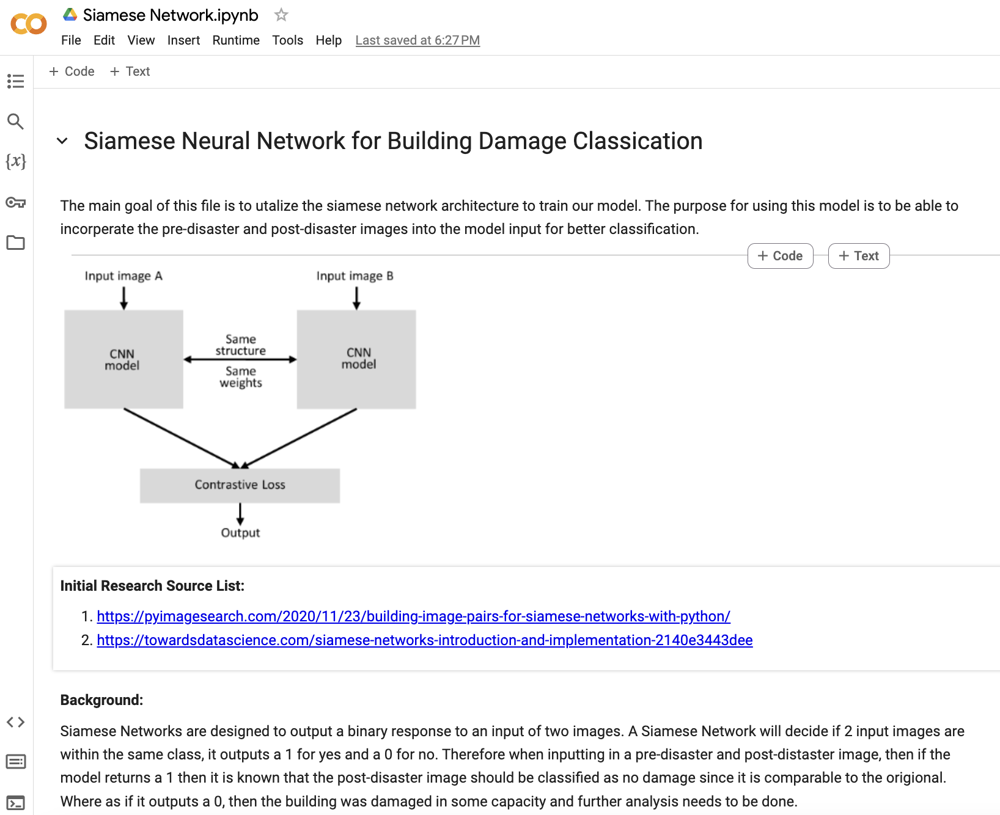 Siamese Network.ipynb
File Edit View Insert Runtime Tools Help Last saved at 6:27 PM
+ Code + Text
{x}
Siamese Neural Network for Building Damage Classication
The main goal of this file is to utalize the siamese network architecture to train our model. The purpose for using this model is to be able to
incorperate the pre-disaster and post-disaster images into the model input for better classification.
+ Code + Text
Input image A Input image B
Same
structure
CNN
model
CNN
model
Same
weights
Contrastive Loss
Output
Initial Research Source List:
1. https://pyimagesearch.com/2020/11/23/building-image-pairs-for-siamese-networks-with-python/
2. https://towardsdatascience.com/siamese-networks-introduction-and-implementation-2140e3443dee
Background:
Siamese Networks are designed to output a binary response to an input of two images. A Siamese Network will decide if 2 input images are
within the same class, it outputs a 1 for yes and a 0 for no. Therefore when inputting in a pre-disaster and post-distaster image, then if the
model returns a 1 then it is known that the post-disaster image should be classified as no damage since it is comparable to the origional.
Where as if it outputs a 0, then the building was damaged in some capacity and further analysis needs to be done.